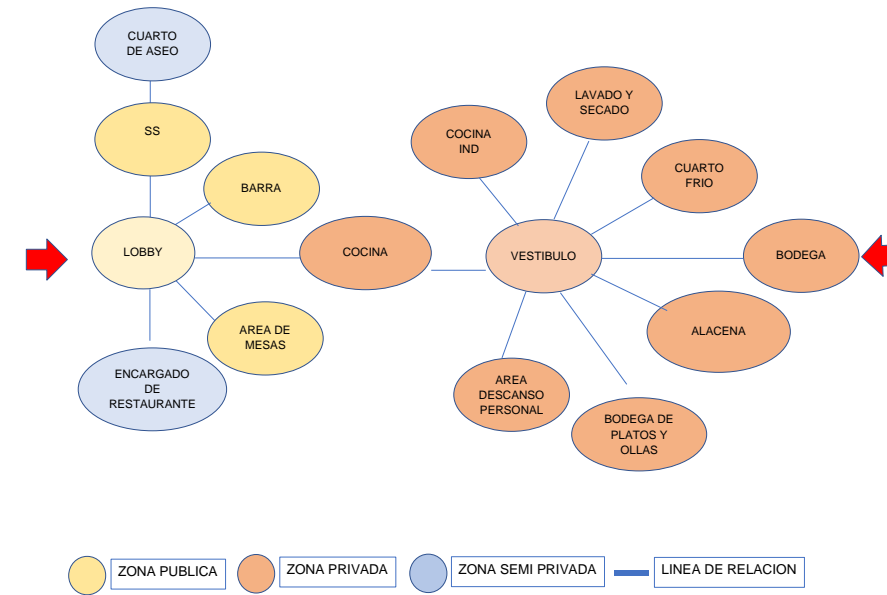 CUARTO
DE ASEO
SS
BARRA
LOBBY
AREA DE
MESAS
ENCARGADO
DE
RESTAURANTE
COCINA
COCINA
IND
LAVADO Y
SECADO
CUARTO
FRIO
VESTIBULO
BODEGA
ALACENA
AREA
DESCANSO
PERSONAL
BODEGA DE
PLATOS Y
OLLAS
ZONA PUBLICA
ZONA PRIVADA
ZONA SEMI PRIVADA
LINEA DE RELACION